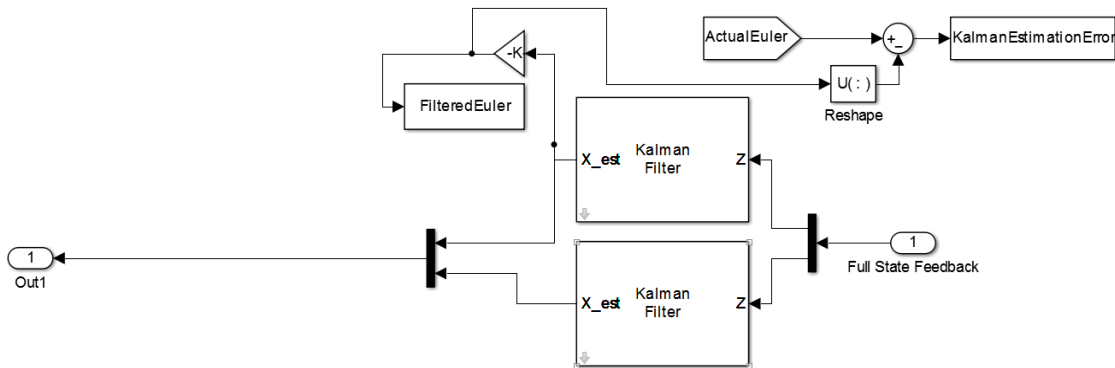 ActualEuler
+
_
KalmanEstimationError
-K
U( : )
Reshape
FilteredEuler
X_est
Kalman
Filter
Z
1
Out1
1
Full State Feedback
X_est
Kalman
Filter
Z